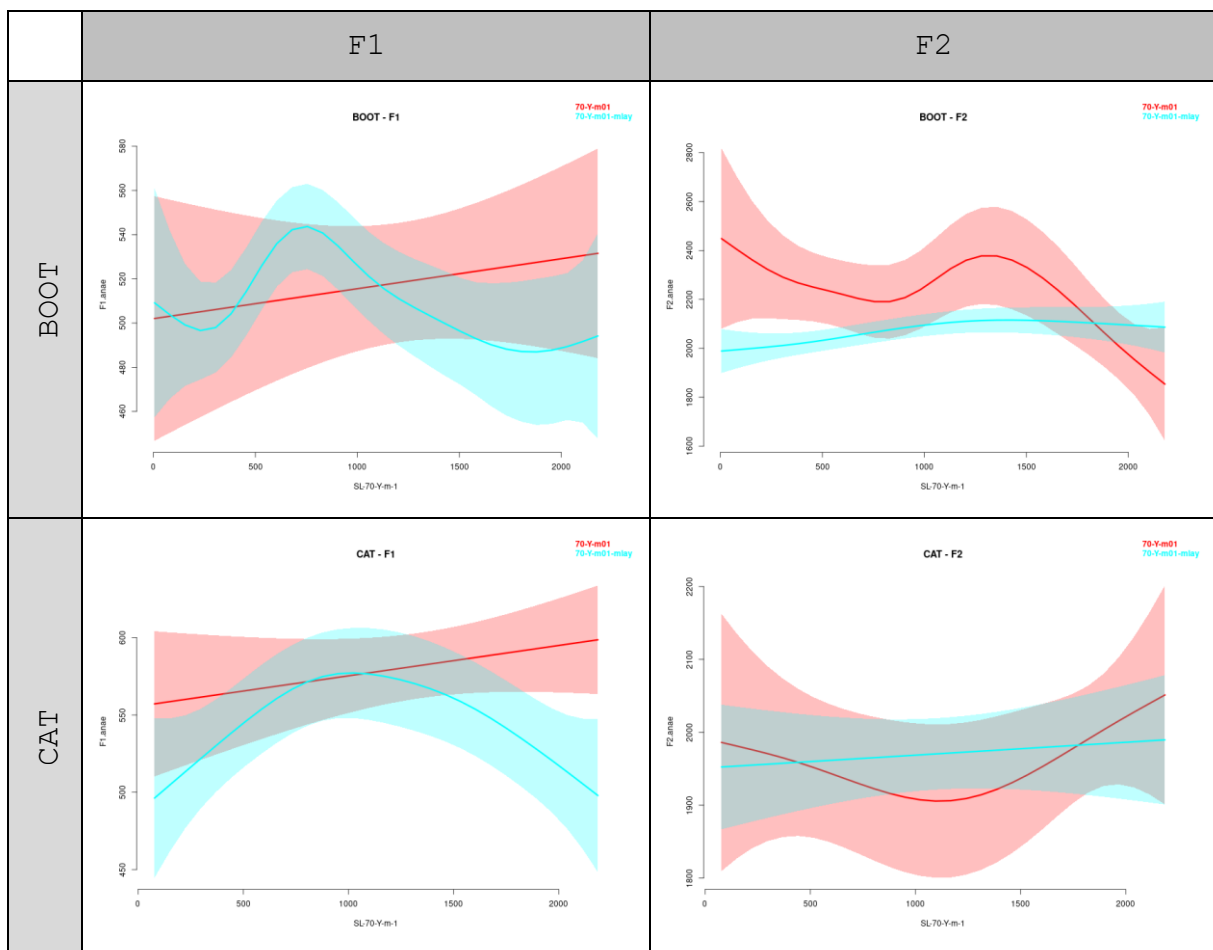 F1 F2
BOOT
70-Y-m01
70-Y-m01-mlay
BOOT - F1
F1.anae
580
560
540
520
500
480
460
0 500 1000 1500 2000
SL-70-Y-m-1
70-Y-m01
70-Y-m01-mlay
BOOT - F2
F2.anae
2800
2600
2400
2200
2000
1800
1600
0 500 1000 1500 2000
SL-70-Y-m-1
CAT
70-Y-m01
70-Y-m01-mlay
CAT - F1
F1.anae
600
550
500
450
0 500 1000 1500 2000
SL-70-Y-m-1
70-Y-m01
70-Y-m01-mlay
CAT - F2
F2.anae
2200
2100
2000
1900
1800
0 500 1000 1500 2000
SL-70-Y-m-1